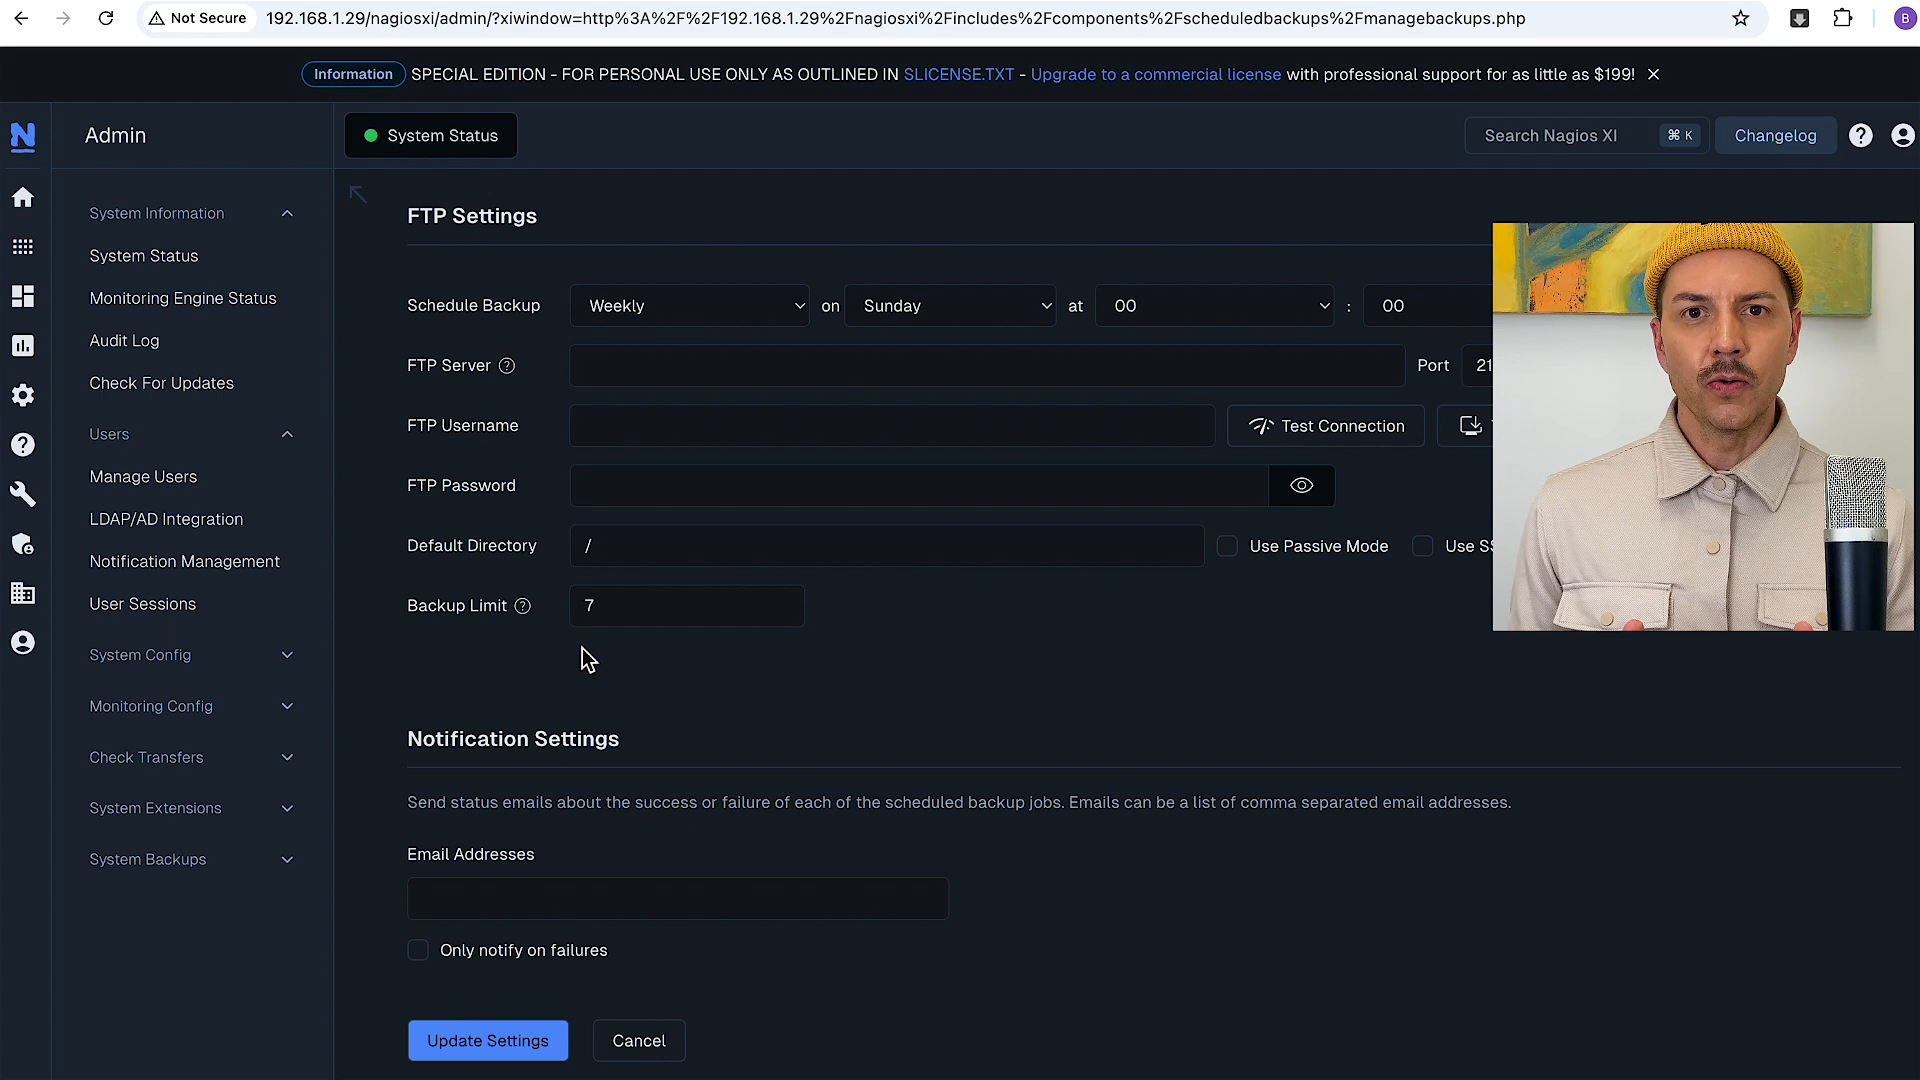 Not Secure 192.168.1.29/nagiosxi/admin/?xiwindow=http%3A%2F%2F192.168.1.29%2Fnagiosxi%2Fincludes%2Fcomponents%2Fscheduledbackups%2Fmanagebackups.php B
Information SPECIAL EDITION - FOR PERSONAL USE ONLY AS OUTLINED IN SLICENSE.TXT - Upgrade to a commercial license with professional support for as little as $199!
N Admin System Status Search Nagios XI ⌘ K Changelog
System Information
System Status
Monitoring Engine Status
Audit Log
Check For Updates
Users
Manage Users
LDAP/AD Integration
Notification Management
User Sessions
System Config
Monitoring Config
Check Transfers
System Extensions
System Backups
FTP Settings
Schedule Backup Weekly on Sunday at 00 : 00
FTP Server Port 21
FTP Username Test Connection
FTP Password
Default Directory / Use Passive Mode Use
Backup Limit 7
Notification Settings
Send status emails about the success or failure of each of the scheduled backup jobs. Emails can be a list of comma separated email addresses.
Email Addresses
Only notify on failures
Update Settings Cancel